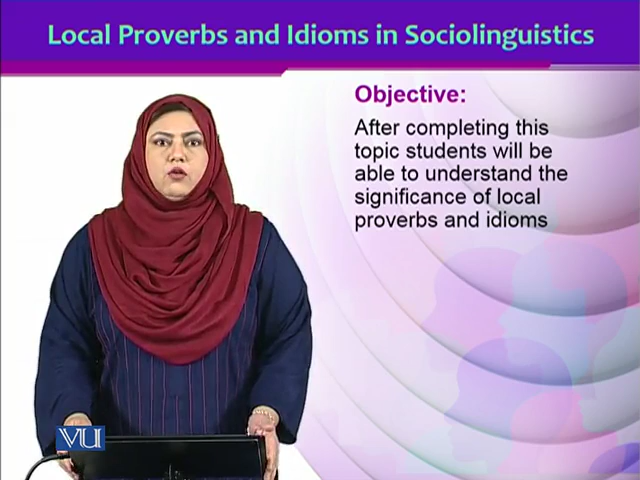 Local Proverbs and Idioms in Sociolinguistics
Objective:
After completing this
topic students will be
able to understand the
significance of local
proverbs and idioms
VU